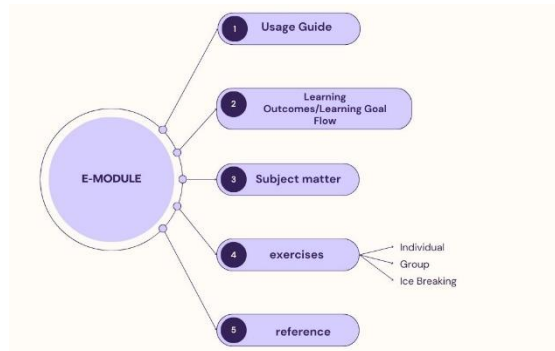 E-MODULE
1
Usage Guide
2
Learning
Outcomes/Learning Goal
Flow
3
Subject matter
4
exercises
Individual
Group
Ice Breaking
5
reference